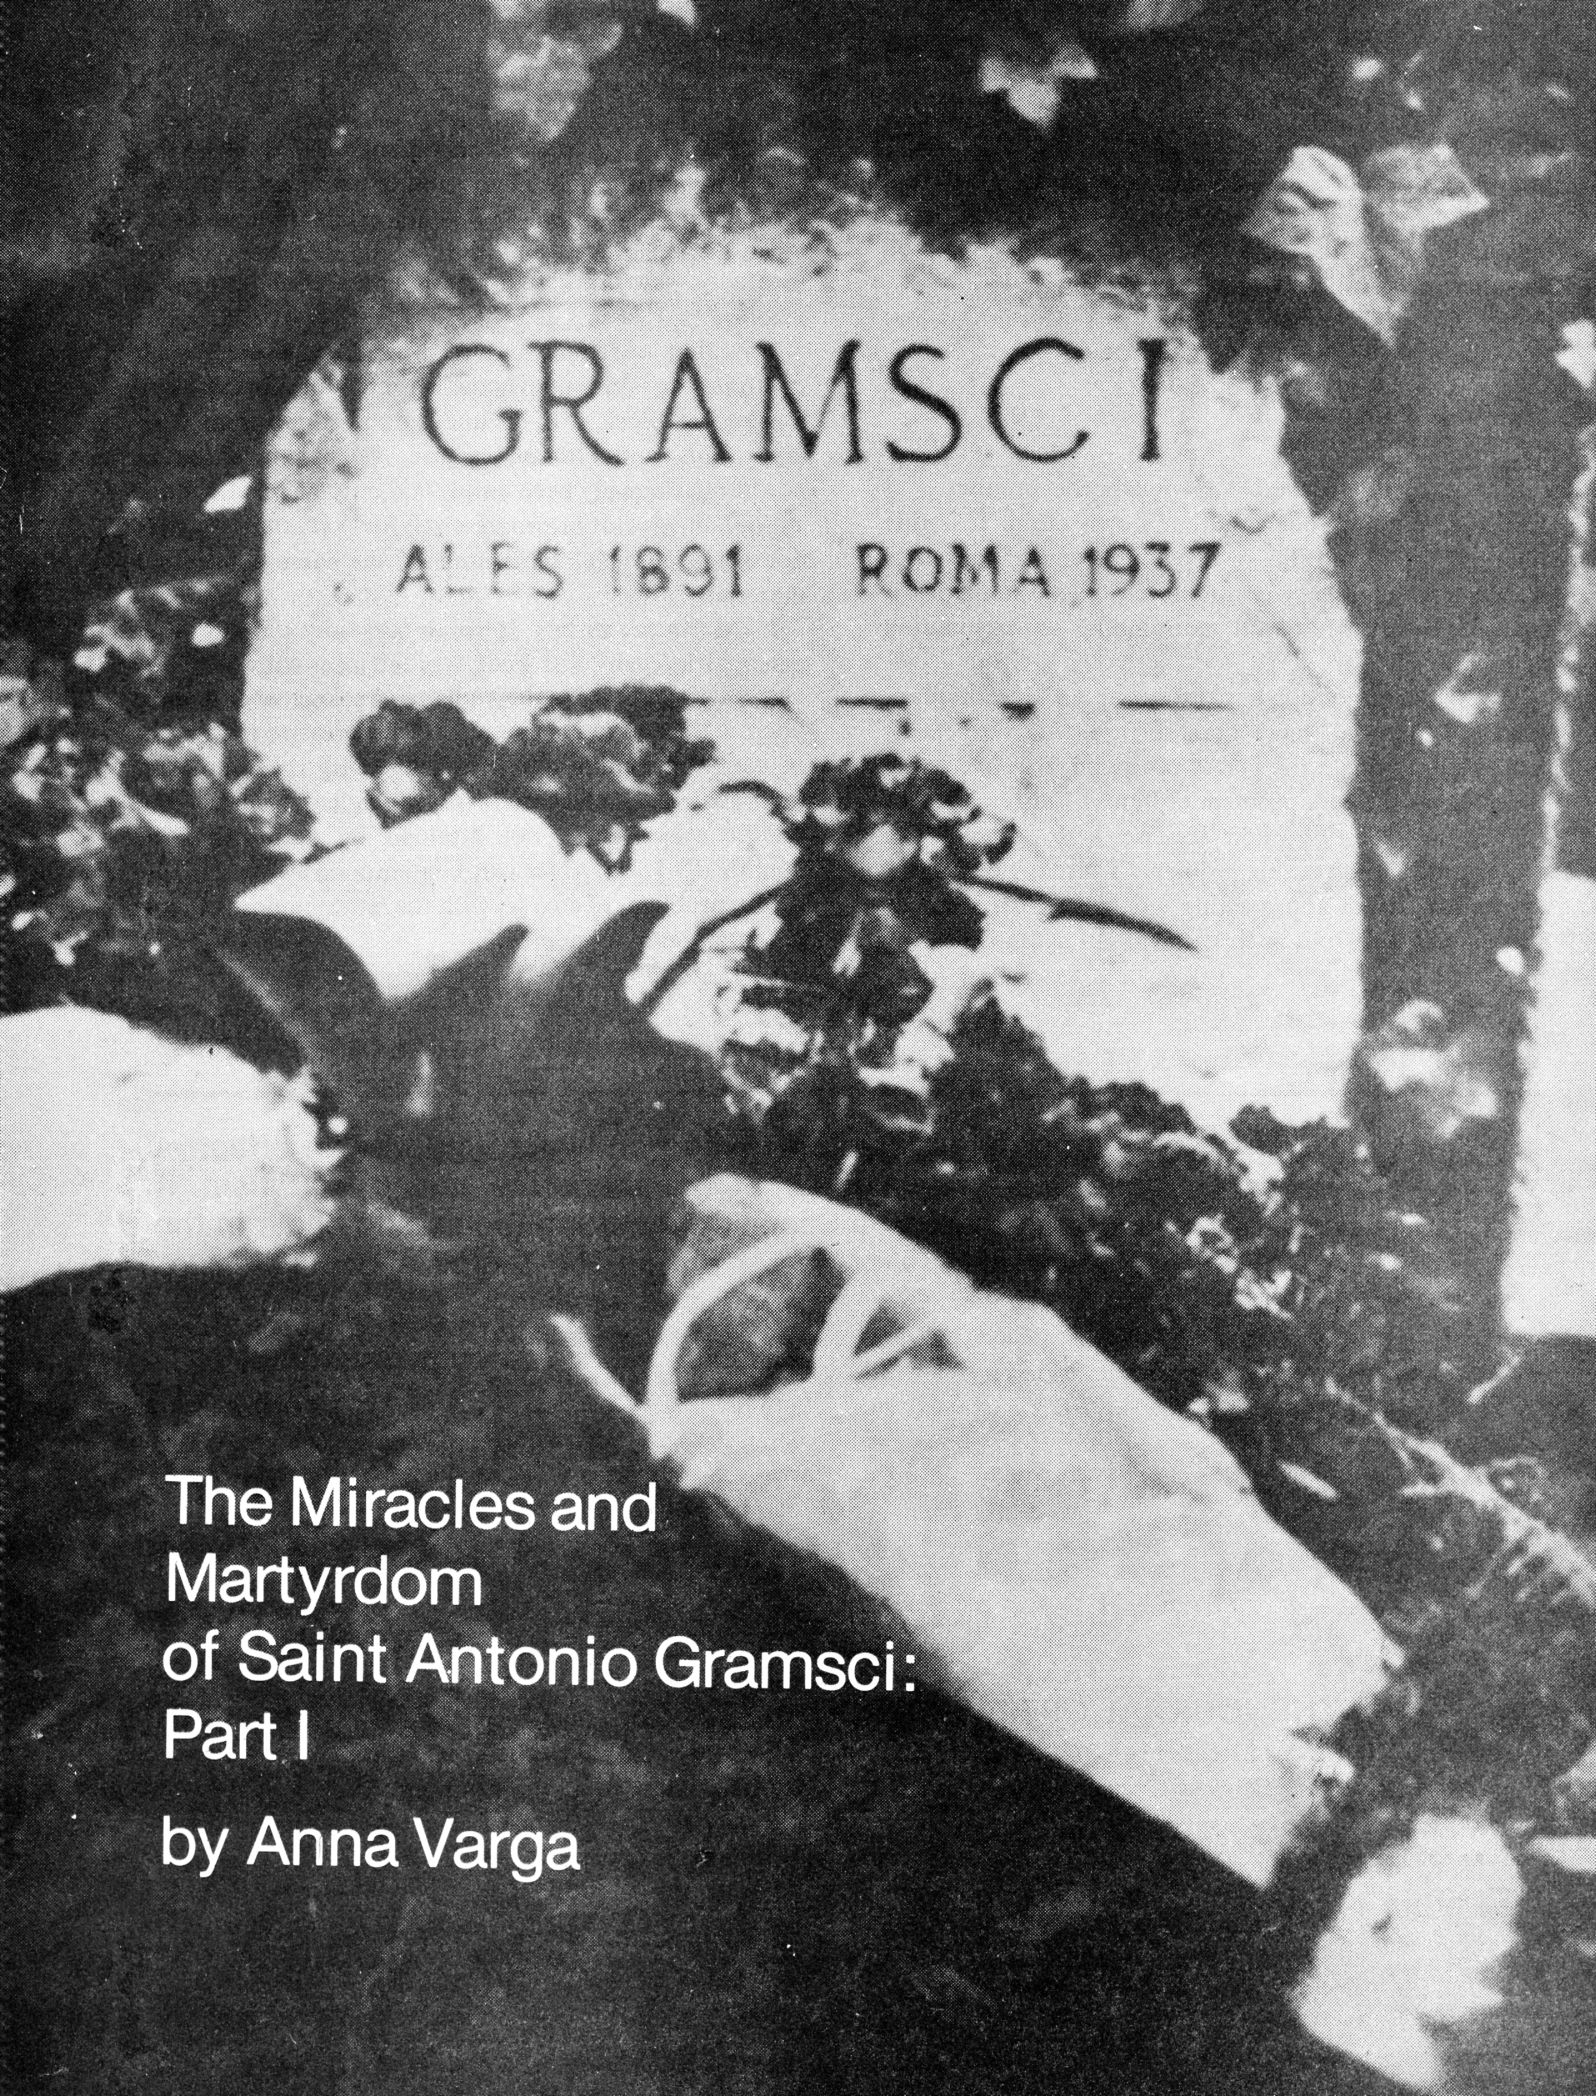 GRAMSCI
ALES 1891 ROMA 1937
The Miracles and
Martyrdom
of Saint Antonio Gramsci:
Part I
by Anna Varga